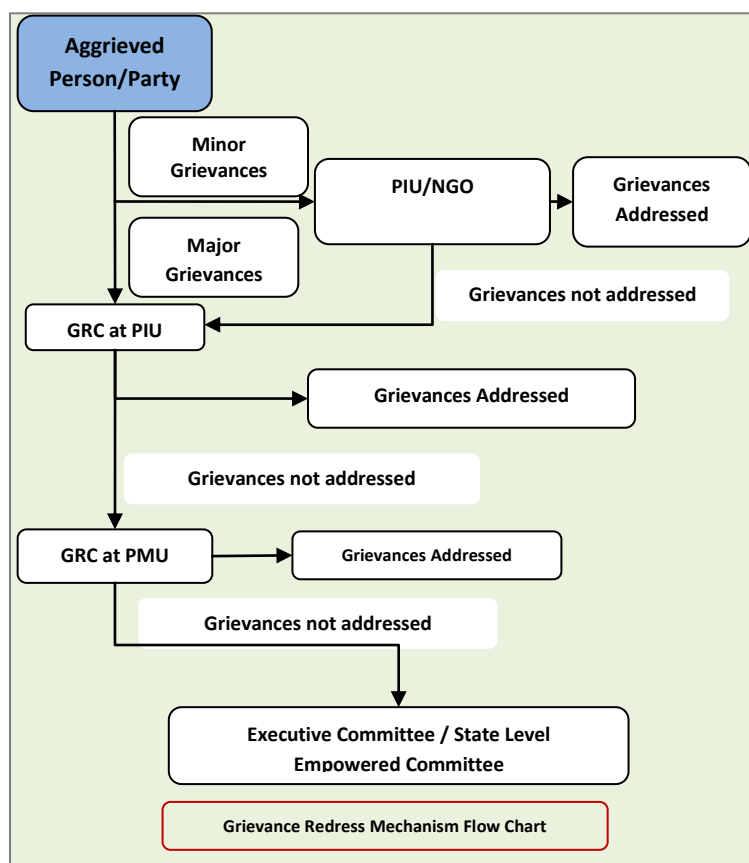 Aggrieved
Person/Party
Minor
Grievances
PIU/NGO
Grievances
Addressed
Major
Grievances
Grievances not addressed
GRC at PIU
Grievances Addressed
Grievances not addressed
GRC at PMU
Grievances Addressed
Grievances not addressed
Executive Committee / State Level
Empowered Committee
Grievance Redress Mechanism Flow Chart